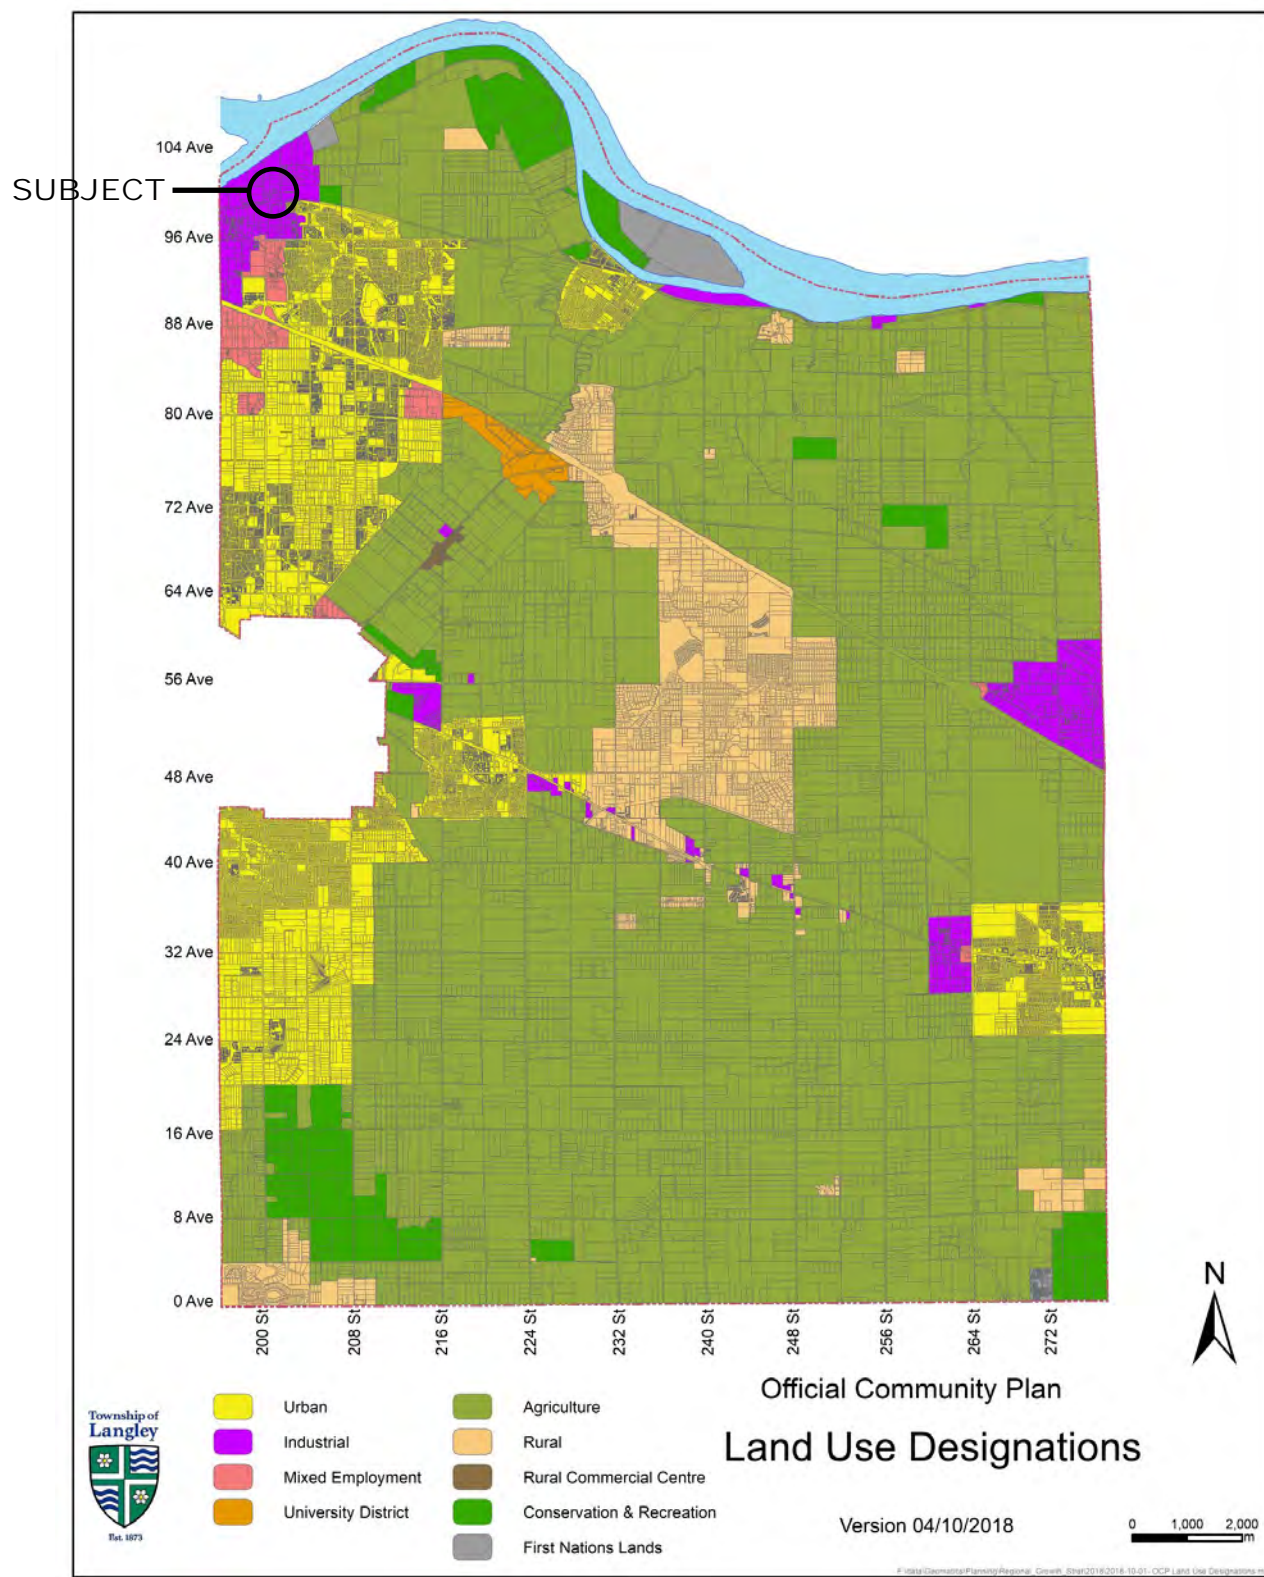 104 Ave
SUBJECT
96 Ave
88 Ave
80 Ave
72 Ave
64 Ave
56 Ave
48 Ave
40 Ave
32 Ave
24 Ave
16 Ave
8 Ave
0 Ave
200 St
208 St
216 St
224 St
232 St
240 St
248 St
256 St
264 St
272 St
N
Official Community Plan
Land Use Designations
Version 04/10/2018
Township of
Langley
Est. 1873
Urban
Industrial
Mixed Employment
University District
Agriculture
Rural
Rural Commercial Centre
Conservation & Recreation
First Nations Lands
0 1,000 2,000
m